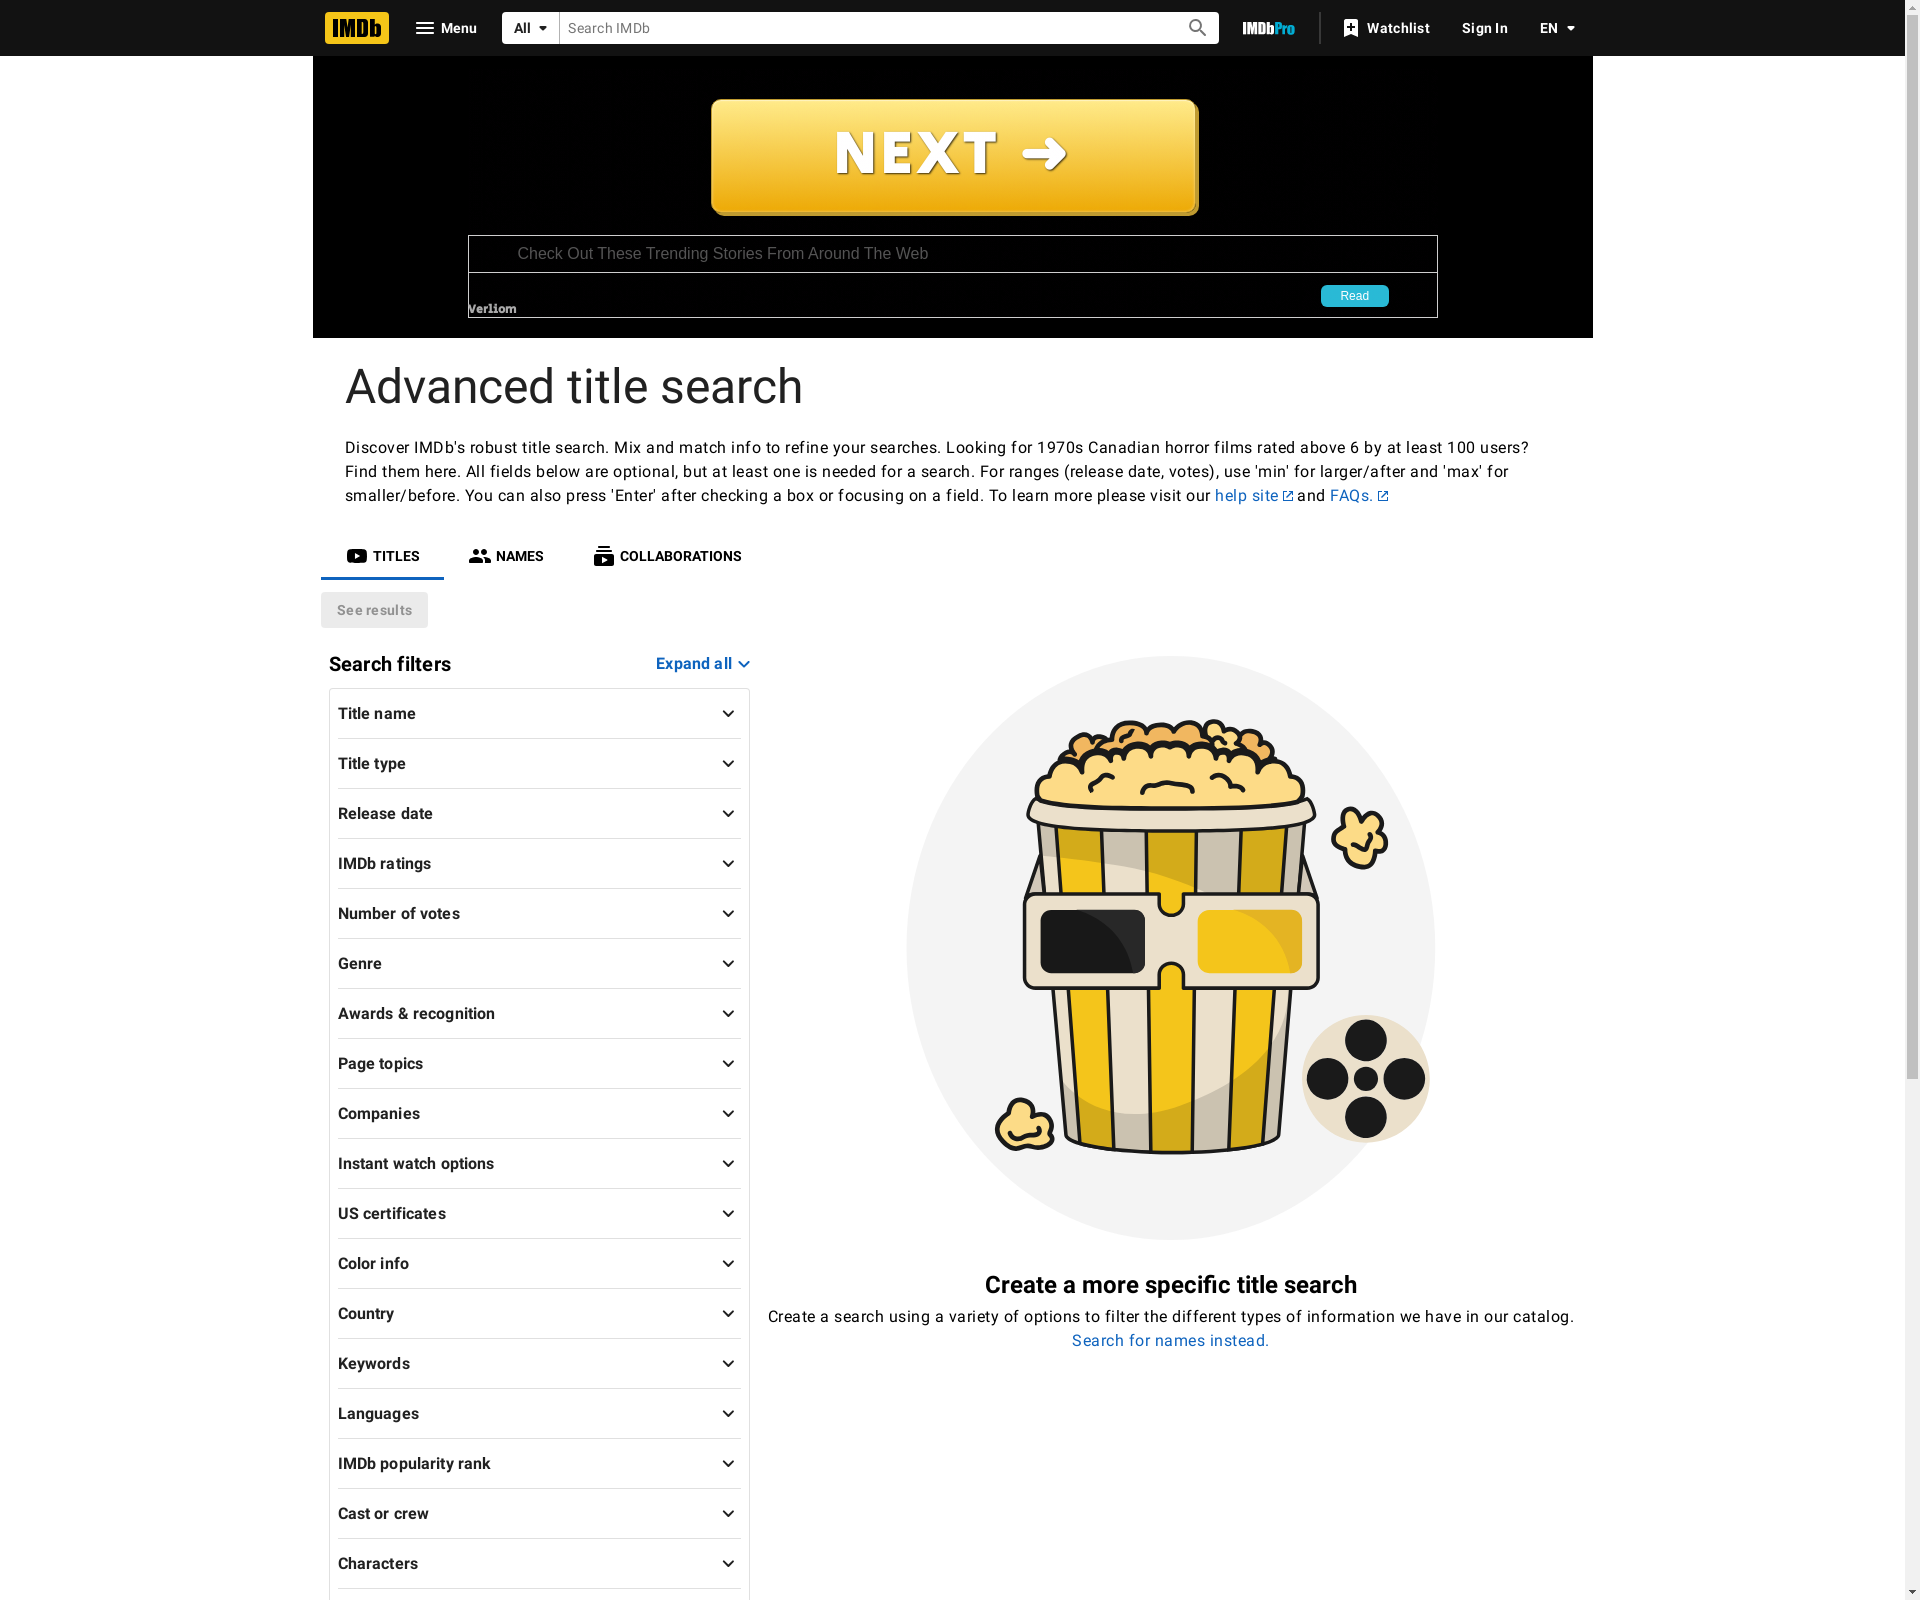 IMDb
Menu
All
Search IMDb
IMDbPro
Watchlist
Sign In
EN
NEXT ➜
Check Out These Trending Stories From Around The Web
Verliom
Read
Advanced title search
Discover IMDb's robust title search. Mix and match info to refine your searches. Looking for 1970s Canadian horror films rated above 6 by at least 100 users?
Find them here. All fields below are optional, but at least one is needed for a search. For ranges (release date, votes), use 'min' for larger/after and 'max' for
smaller/before. You can also press 'Enter' after checking a box or focusing on a field. To learn more please visit our help site and FAQs.
TITLES
NAMES
COLLABORATIONS
See results
Search filters
Expand all
Title name
Title type
Release date
IMDb ratings
Number of votes
Genre
Awards & recognition
Page topics
Companies
Instant watch options
US certificates
Color info
Country
Keywords
Languages
IMDb popularity rank
Cast or crew
Characters
Create a more specific title search
Create a search using a variety of options to filter the different types of information we have in our catalog.
Search for names instead.